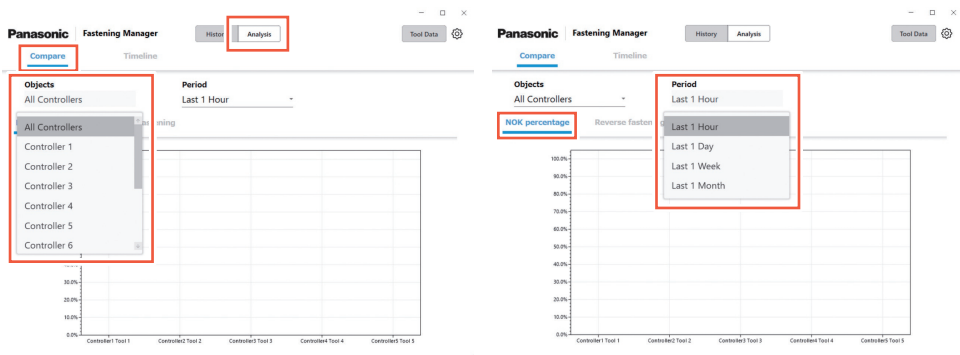 Panasonic Fastening Manager History Analysis Tool Data
Compare Timeline
Objects Period
All Controllers Last 1 Hour
All Controllers
Controller 1
Controller 2
Controller 3
Controller 4
Controller 5
Controller 6
30.0%
20.0%
10.0%
0.0%
Controller1 Tool 1 Controller2 Tool 2 Controller3 Tool 3 Controller4 Tool 4 Controller5 Tool 5
Panasonic Fastening Manager History Analysis Tool Data
Compare Timeline
Objects Period
All Controllers Last 1 Hour
NOK percentage Reverse fasten
Last 1 Hour
Last 1 Day
Last 1 Week
Last 1 Month
100.0%
90.0%
80.0%
70.0%
60.0%
50.0%
40.0%
30.0%
20.0%
10.0%
0.0%
Controller1 Tool 1 Controller2 Tool 2 Controller3 Tool 3 Controller4 Tool 4 Controller5 Tool 5